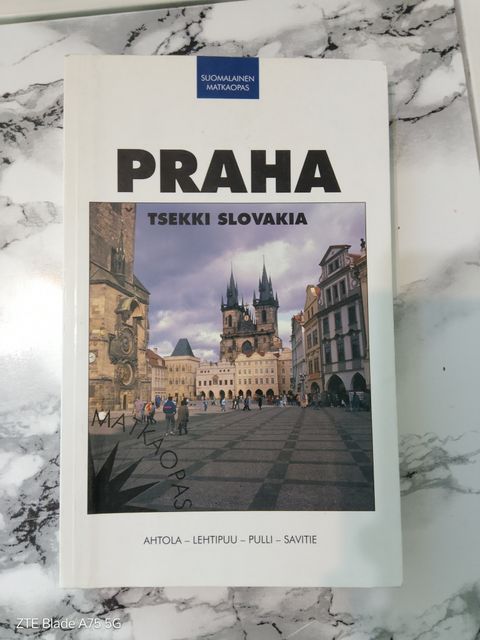 SUOMALAINEN
MATKAOPAS
PRAHA
TSEKKI SLOVAKIA
MATKAOPAS
AHTOLA – LEHTIPUU – PULLI – SAVITIE
ZTE Blade A75 5G